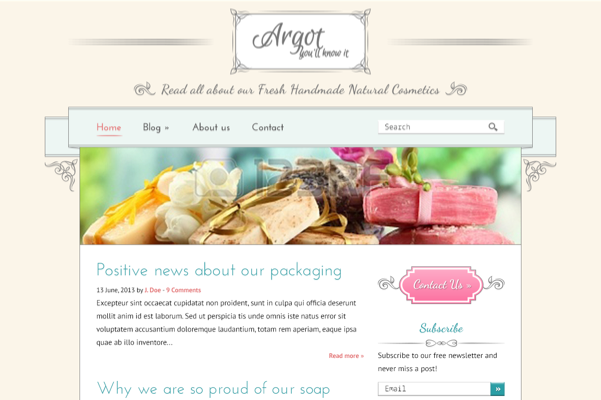 Argot
you'll know it
Read all about our Fresh Handmade Natural Cosmetics
Home Blog » About us Contact Search
Positive news about our packaging
13 June, 2013 by J. Doe - 9 Comments
Excepteur sint occaecat cupidatat non proident, sunt in culpa qui officia deserunt
mollit anim id est laborum. Sed ut perspicia tis unde omnis iste natus error sit
voluptatem accusantium doloremque laudantium, totam rem aperiam, eaque ipsa
quae ab illo inventore...
Read more »
Why we are so proud of our soap
Contact Us »
Subscribe
Subscribe to our free newsletter and
never miss a post!
Email »